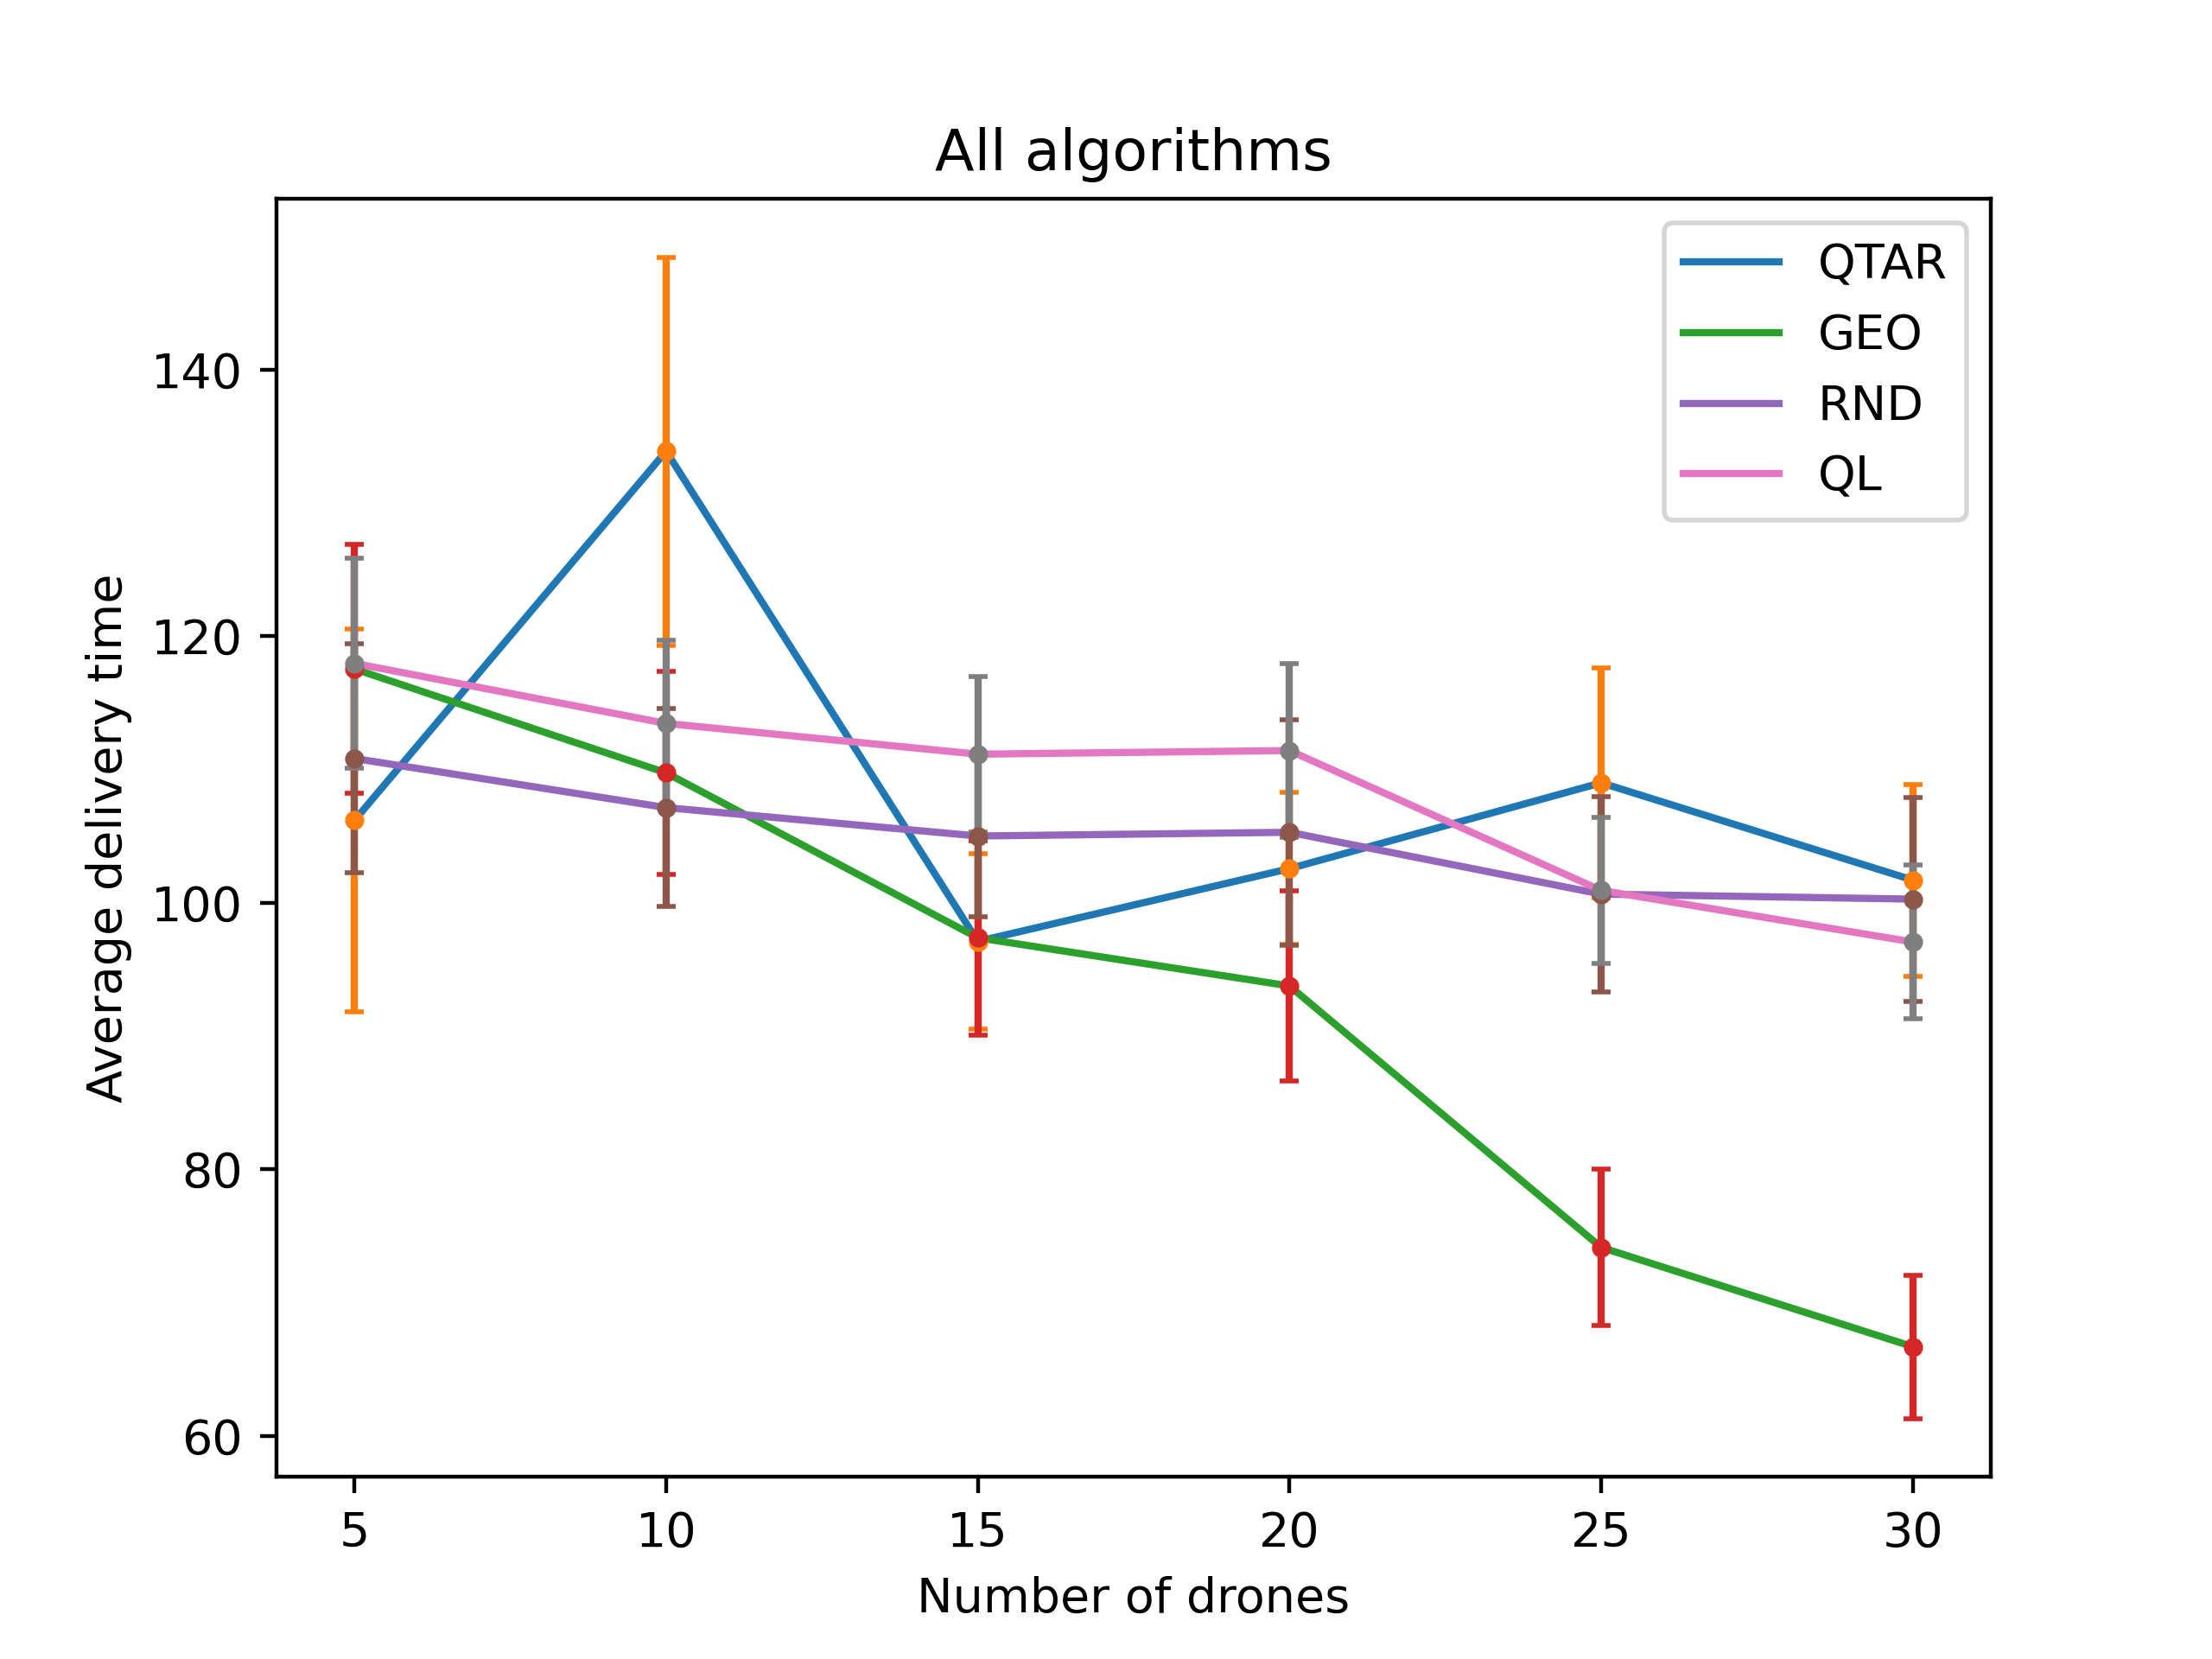 All algorithms
QTAR
GEO
RND
QL
Average delivery time
140
120
100
80
60
5 10 15 20 25 30
Number of drones